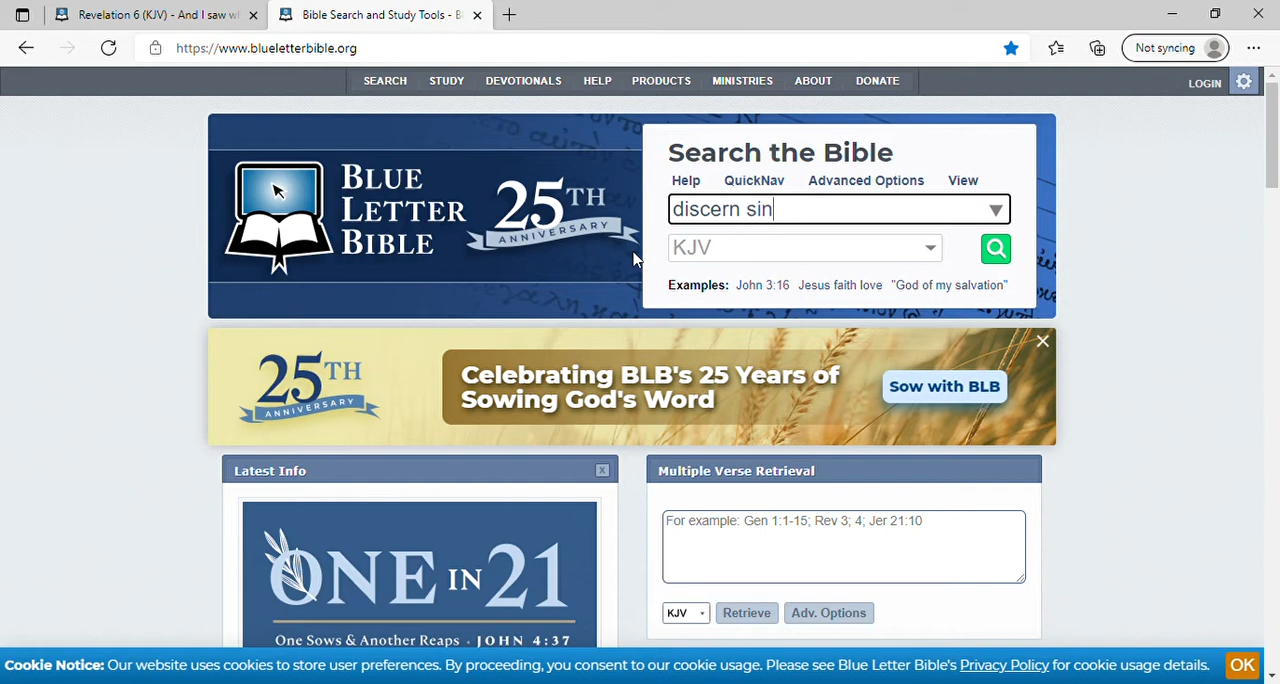 Revelation 6 (KJV) - And I saw wh
Bible Search and Study Tools - B
https://www.blueletterbible.org
Not syncing
SEARCH STUDY DEVOTIONALS HELP PRODUCTS MINISTRIES ABOUT DONATE
LOGIN
BLUE
LETTER
BIBLE
25TH
ANNIVERSARY
Search the Bible
Help QuickNav Advanced Options View
discern sin
KJV
Examples: John 3:16 Jesus faith love "God of my salvation"
25TH
ANNIVERSARY
Celebrating BLB's 25 Years of
Sowing God's Word
Sow with BLB
Latest Info
ONE IN 21
One Sows & Another Reaps • JOHN 4:37
Multiple Verse Retrieval
For example: Gen 1:1-15; Rev 3; 4; Jer 21:10
KJV Retrieve Adv. Options
Cookie Notice: Our website uses cookies to store user preferences. By proceeding, you consent to our cookie usage. Please see Blue Letter Bible's Privacy Policy for cookie usage details. OK